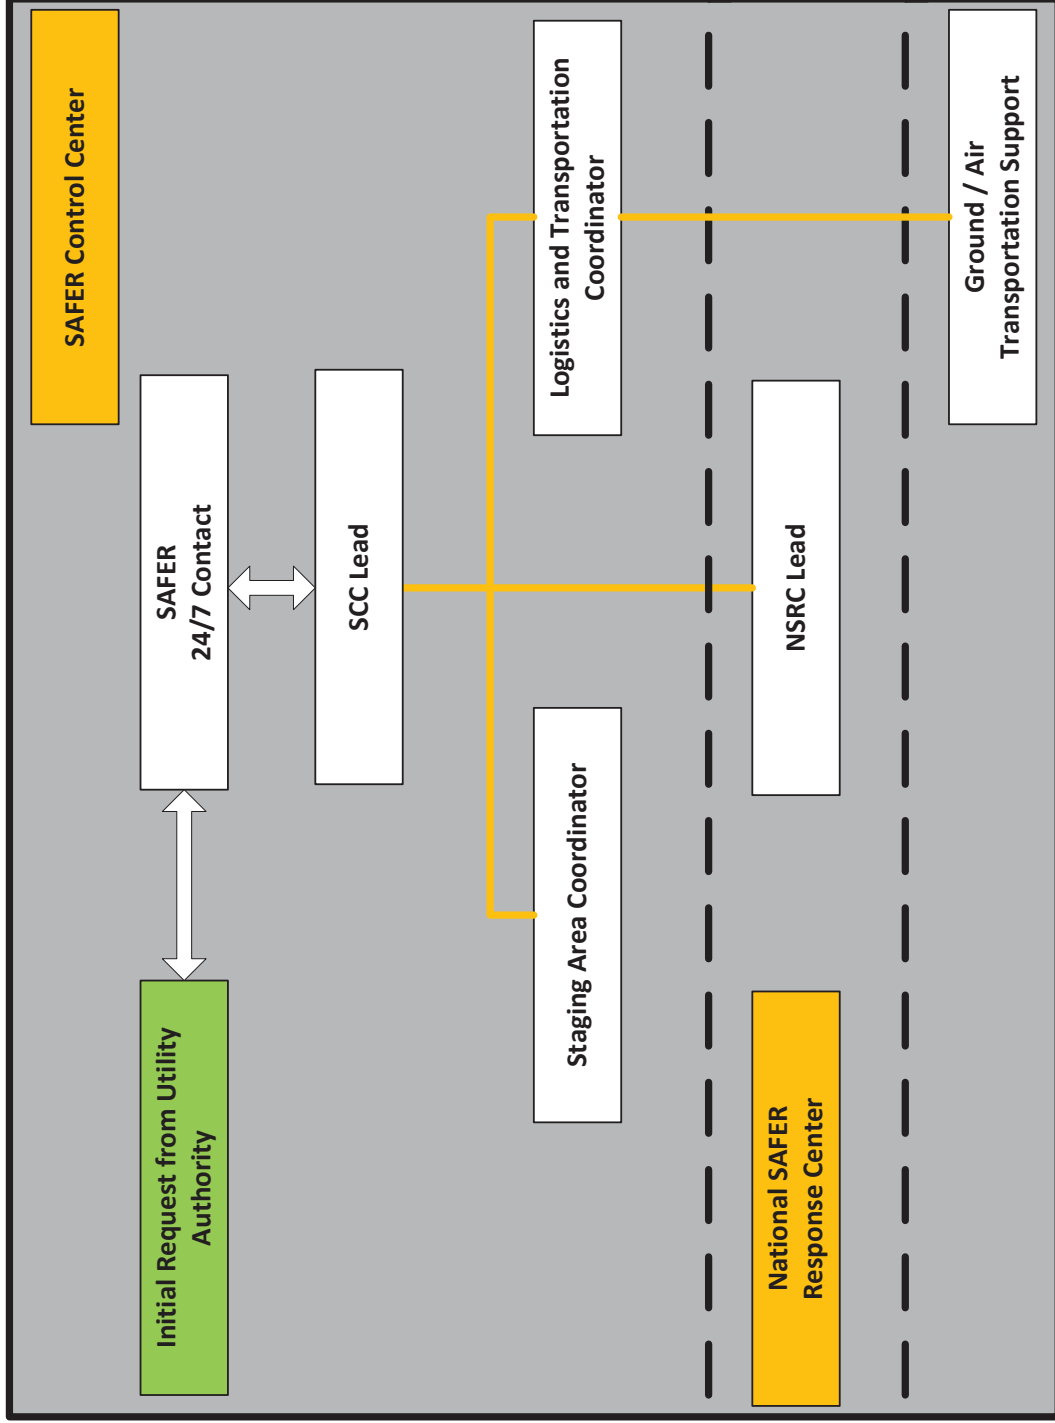 SAFER Control Center
Initial Request from Utility
Authority
SAFER
24/7 Contact
SCC Lead
Staging Area Coordinator
Logistics and Transportation
Coordinator
National SAFER
Response Center
NSRC Lead
Ground / Air
Transportation Support